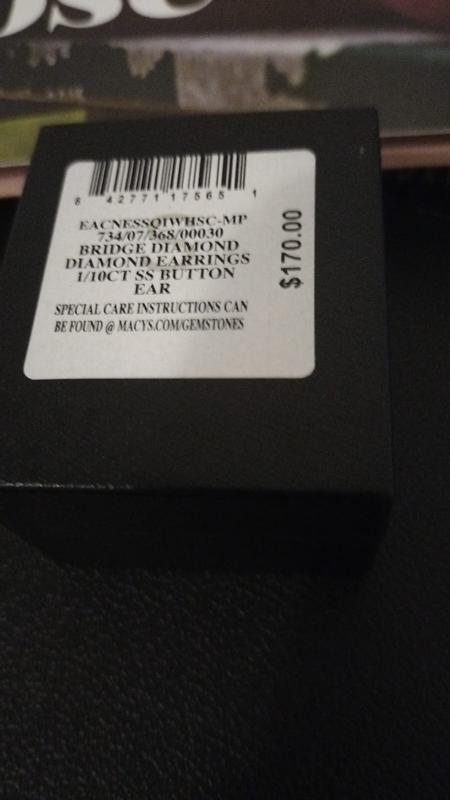 8 42771 17565 1
EACNESSQIWHSC-MP
734/07/368/00030
BRIDGE DIAMOND
DIAMOND EARRINGS
1/10CT SS BUTTON
EAR
SPECIAL CARE INSTRUCTIONS CAN
BE FOUND @ MACYS.COM/GEMSTONES
$170.00